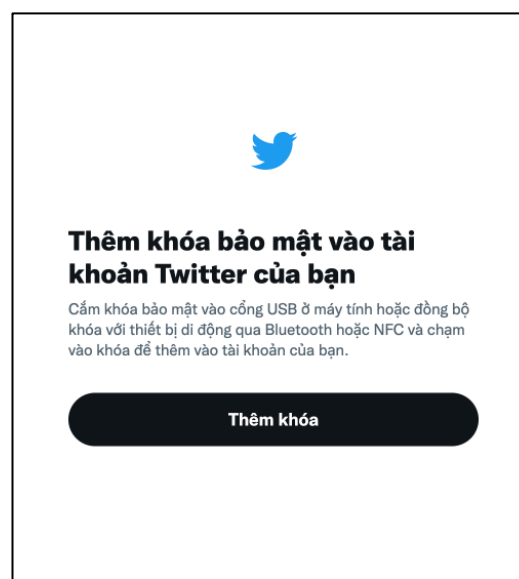 Thêm khóa bảo mật vào tài
khoản Twitter của bạn
Cắm khóa bảo mật vào cổng USB ở máy tính hoặc đồng bộ
khóa với thiết bị di động qua Bluetooth hoặc NFC và chạm
vào khóa để thêm vào tài khoản của bạn.
Thêm khóa